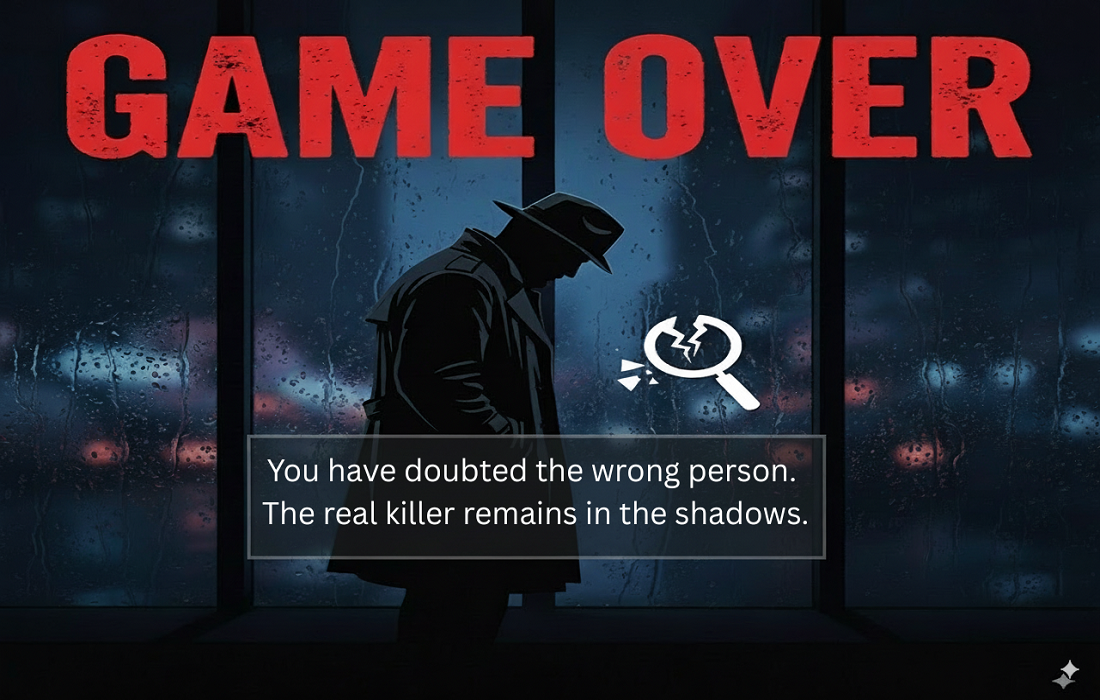 GAME OVER
You have doubted the wrong person.
The real killer remains in the shadows.